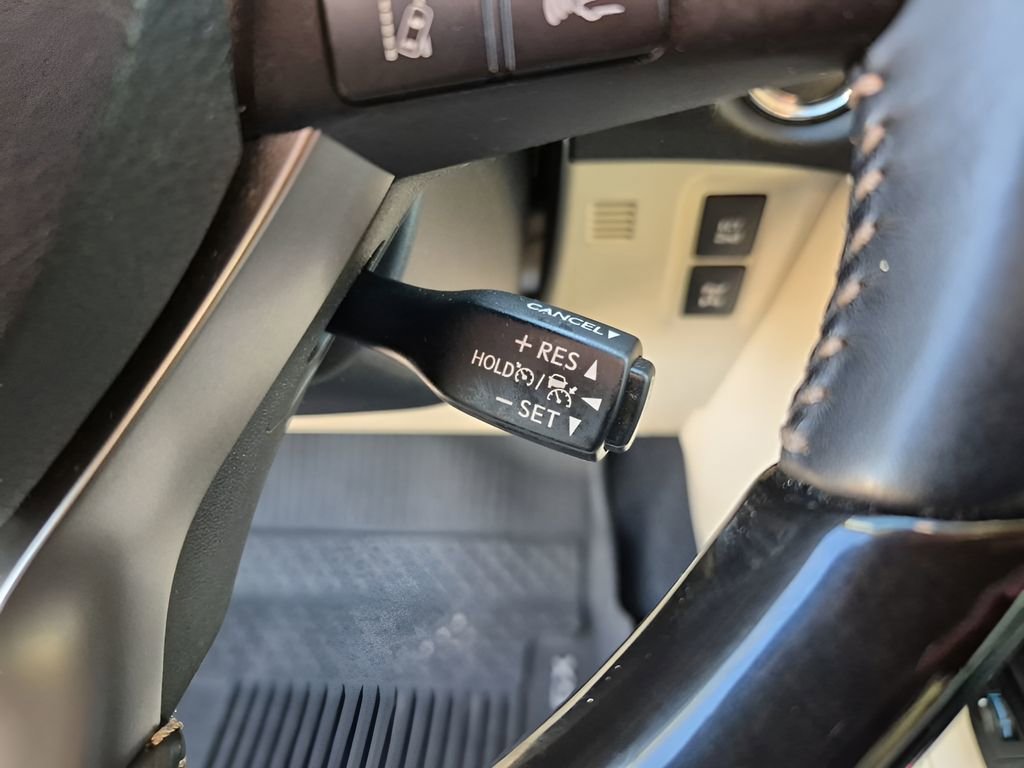 CANCEL▼
+ RES ▲
HOLD /
− SET ▼